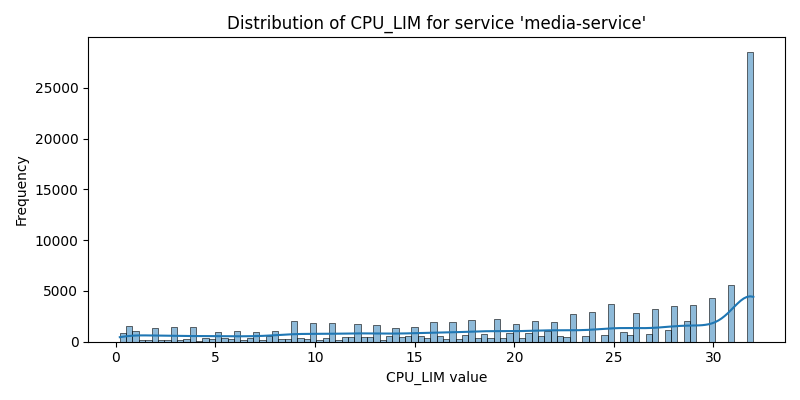 Distribution of CPU_LIM for service 'media-service'
Frequency
25000
20000
15000
10000
5000
0
0 5 10 15 20 25 30
CPU_LIM value